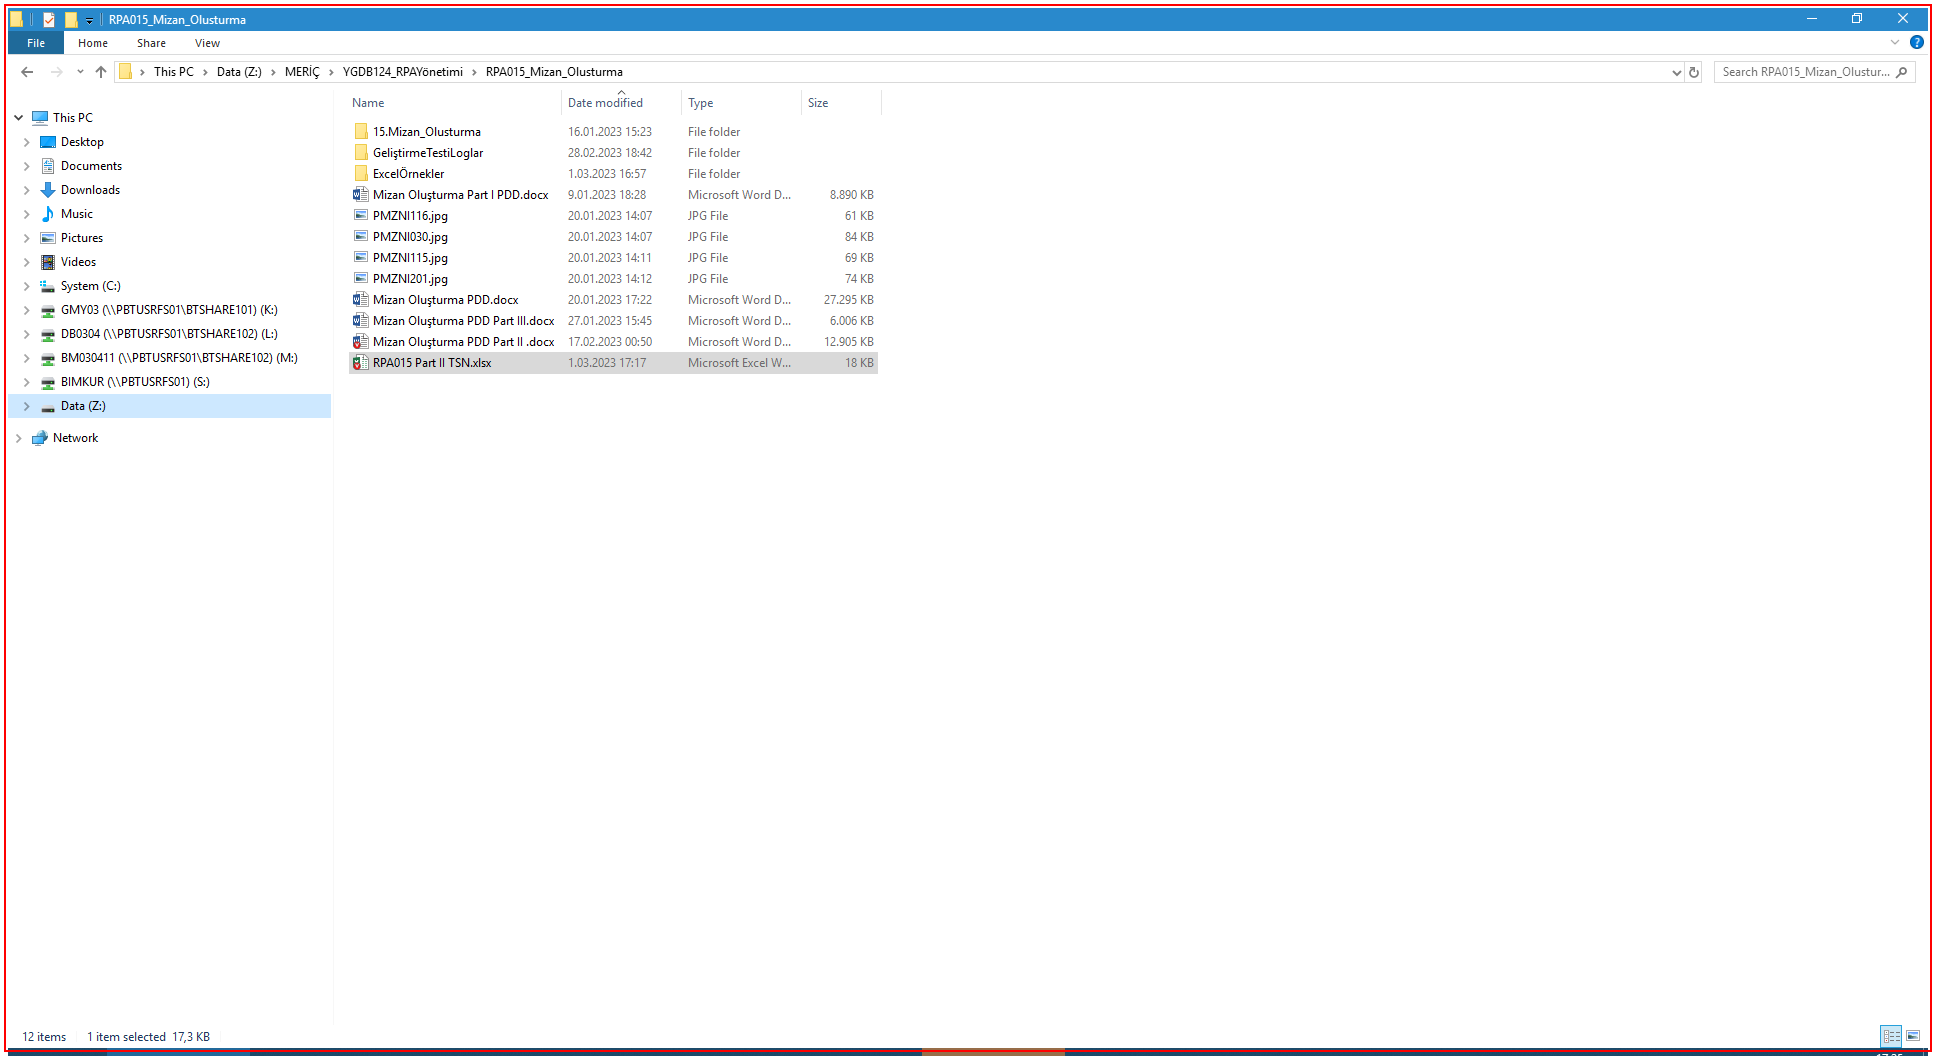 RPA015_Mizan_Olusturma
File Home Share View
This PC Data (Z:) MERİÇ YGDB124_RPAYönetimi RPA015_Mizan_Olusturma
Search RPA015_Mizan_Olustur...
Name Date modified Type Size
This PC
Desktop
Documents
Downloads
Music
Pictures
Videos
System (C:)
GMY03 (\\PBTUSRFS01\BTSHARE101) (K:)
DB0304 (\\PBTUSRFS01\BTSHARE102) (L:)
BM030411 (\\PBTUSRFS01\BTSHARE102) (M:)
BIMKUR (\\PBTUSRFS01) (S:)
Data (Z:)
Network
15.Mizan_Olusturma 16.01.2023 15:23 File folder
GeliştirmeTestiLoglar 28.02.2023 18:42 File folder
ExcelÖrnekler 1.03.2023 16:57 File folder
Mizan Oluşturma Part I PDD.docx 9.01.2023 18:28 Microsoft Word D... 8.890 KB
PMZNI116.jpg 20.01.2023 14:07 JPG File 61 KB
PMZNI030.jpg 20.01.2023 14:07 JPG File 84 KB
PMZNI115.jpg 20.01.2023 14:11 JPG File 69 KB
PMZNI201.jpg 20.01.2023 14:12 JPG File 74 KB
Mizan Oluşturma PDD.docx 20.01.2023 17:22 Microsoft Word D... 27.295 KB
Mizan Oluşturma PDD Part III.docx 27.01.2023 15:45 Microsoft Word D... 6.006 KB
Mizan Oluşturma PDD Part II .docx 17.02.2023 00:50 Microsoft Word D... 12.905 KB
RPA015 Part II TSN.xlsx 1.03.2023 17:17 Microsoft Excel W... 18 KB
12 items 1 item selected 17,3 KB